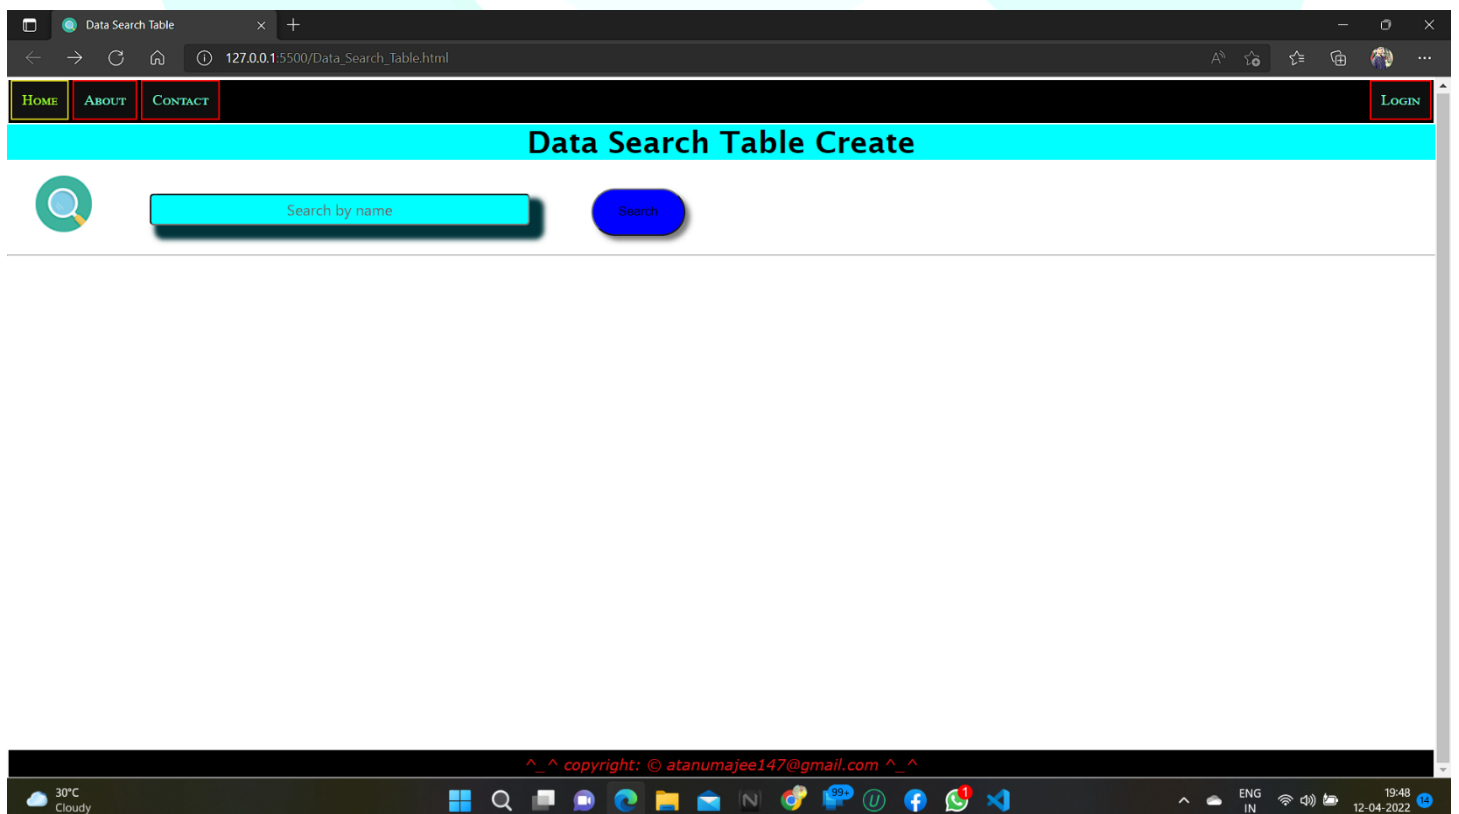 Data Search Table
127.0.0.1:5500/Data_Search_Table.html
Home About Contact Login
Data Search Table Create
Search by name Search
^_^ copyright: © atanumajee147@gmail.com ^_^
30°C
Cloudy
99+
1
ENG
IN
19:48
12-04-2022
14